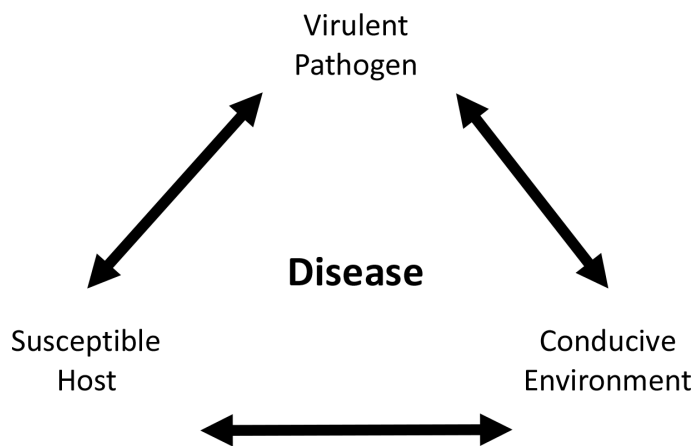 Virulent
Pathogen
Disease
Susceptible
Host
Conducive
Environment